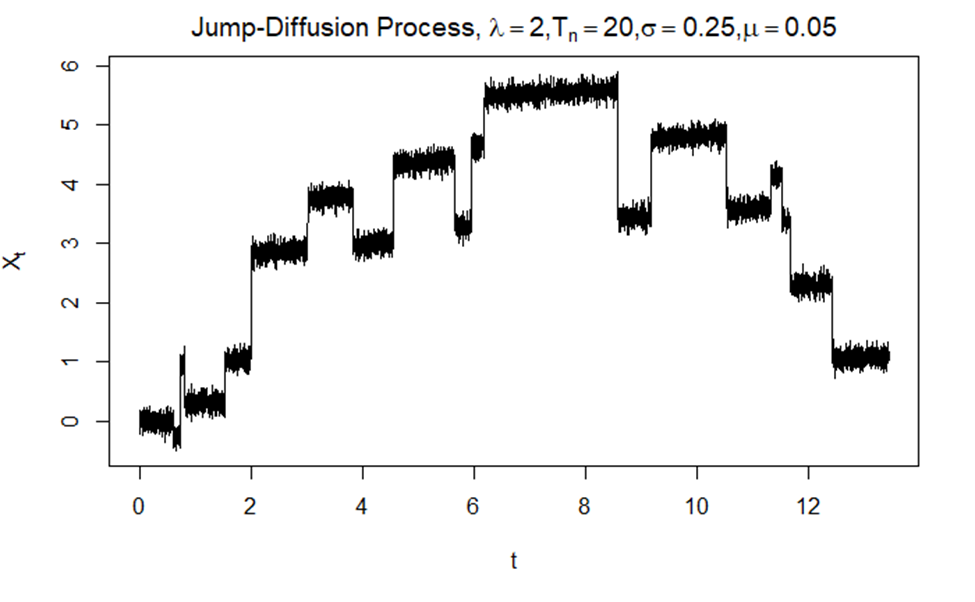 Jump-Diffusion Process, λ = 2,Tn = 20,σ = 0.25,μ = 0.05
6
5
4
3
2
1
0
Xt
0 2 4 6 8 10 12
t